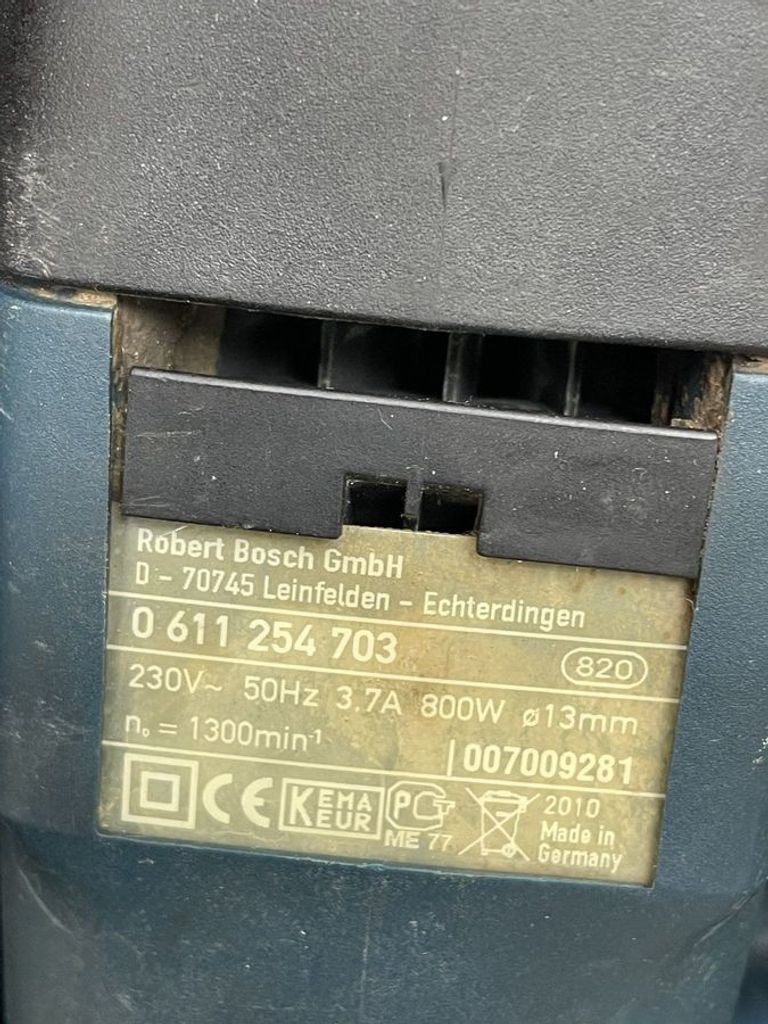 Robert Bosch GmbH
D - 70745 Leinfelden - Echterdingen
0 611 254 703
820
230V~ 50Hz 3.7A 800W ø13mm
n₀ = 1300min⁻¹
007009281
CE KEMA EUR PCT ME 77
2010
Made in
Germany